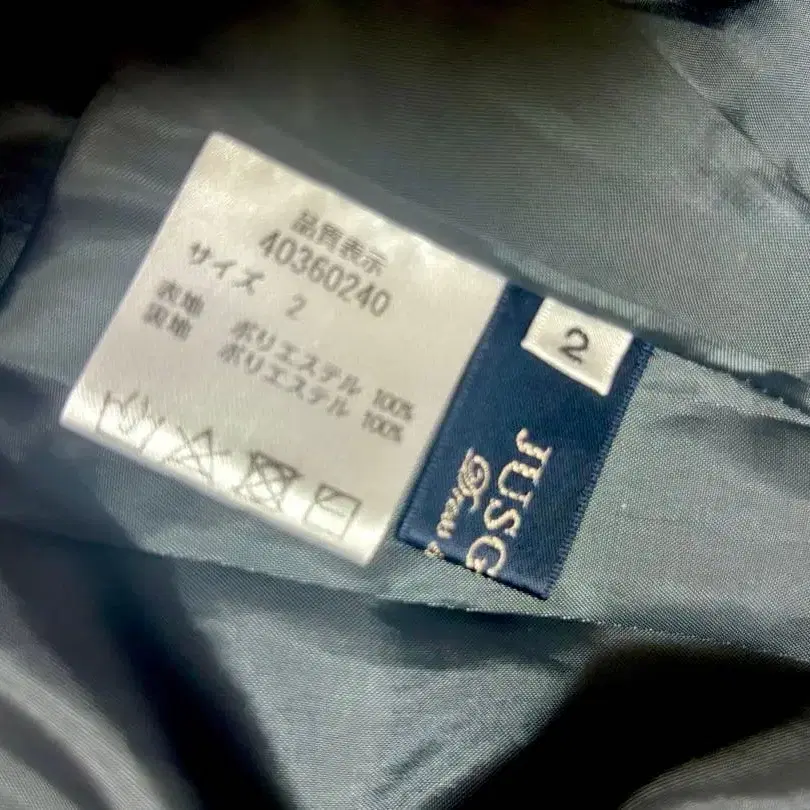 品質表示
40360240
サイズ 2
表地 ポリエステル 100%
裏地 ポリエステル 100%
2
JUSG